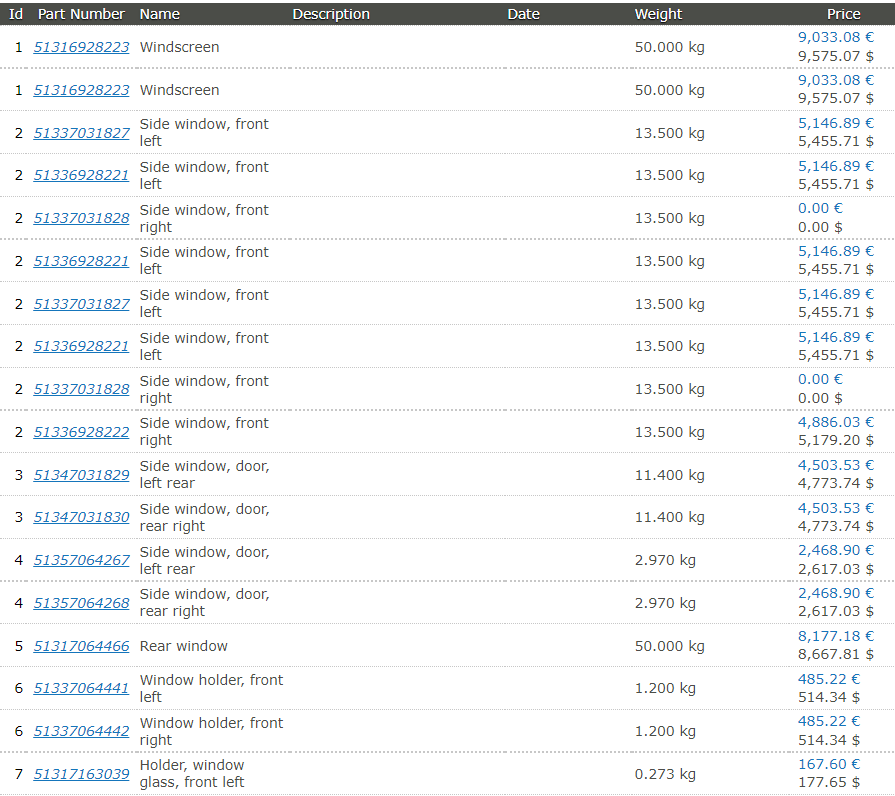 Id Part Number Name Description Date Weight Price
1 51316928223 Windscreen 50.000 kg 9,033.08 €
9,575.07 $
1 51316928223 Windscreen 50.000 kg 9,033.08 €
9,575.07 $
2 51337031827 Side window, front 13.500 kg 5,146.89 €
left 5,455.71 $
2 51336928221 Side window, front 13.500 kg 5,146.89 €
left 5,455.71 $
2 51337031828 Side window, front 13.500 kg 0.00 €
right 0.00 $
2 51336928221 Side window, front 13.500 kg 5,146.89 €
left 5,455.71 $
2 51337031827 Side window, front 13.500 kg 5,146.89 €
left 5,455.71 $
2 51336928221 Side window, front 13.500 kg 5,146.89 €
left 5,455.71 $
2 51337031828 Side window, front 13.500 kg 0.00 €
right 0.00 $
2 51336928222 Side window, front 13.500 kg 4,886.03 €
right 5,179.20 $
3 51347031829 Side window, door, 11.400 kg 4,503.53 €
left rear 4,773.74 $
3 51347031830 Side window, door, 11.400 kg 4,503.53 €
rear right 4,773.74 $
4 51357064267 Side window, door, 2.970 kg 2,468.90 €
left rear 2,617.03 $
4 51357064268 Side window, door, 2.970 kg 2,468.90 €
rear right 2,617.03 $
5 51317064466 Rear window 50.000 kg 8,177.18 €
8,667.81 $
6 51337064441 Window holder, front 1.200 kg 485.22 €
left 514.34 $
6 51337064442 Window holder, front 1.200 kg 485.22 €
right 514.34 $
7 51317163039 Holder, window 0.273 kg 167.60 €
glass, front left 177.65 $